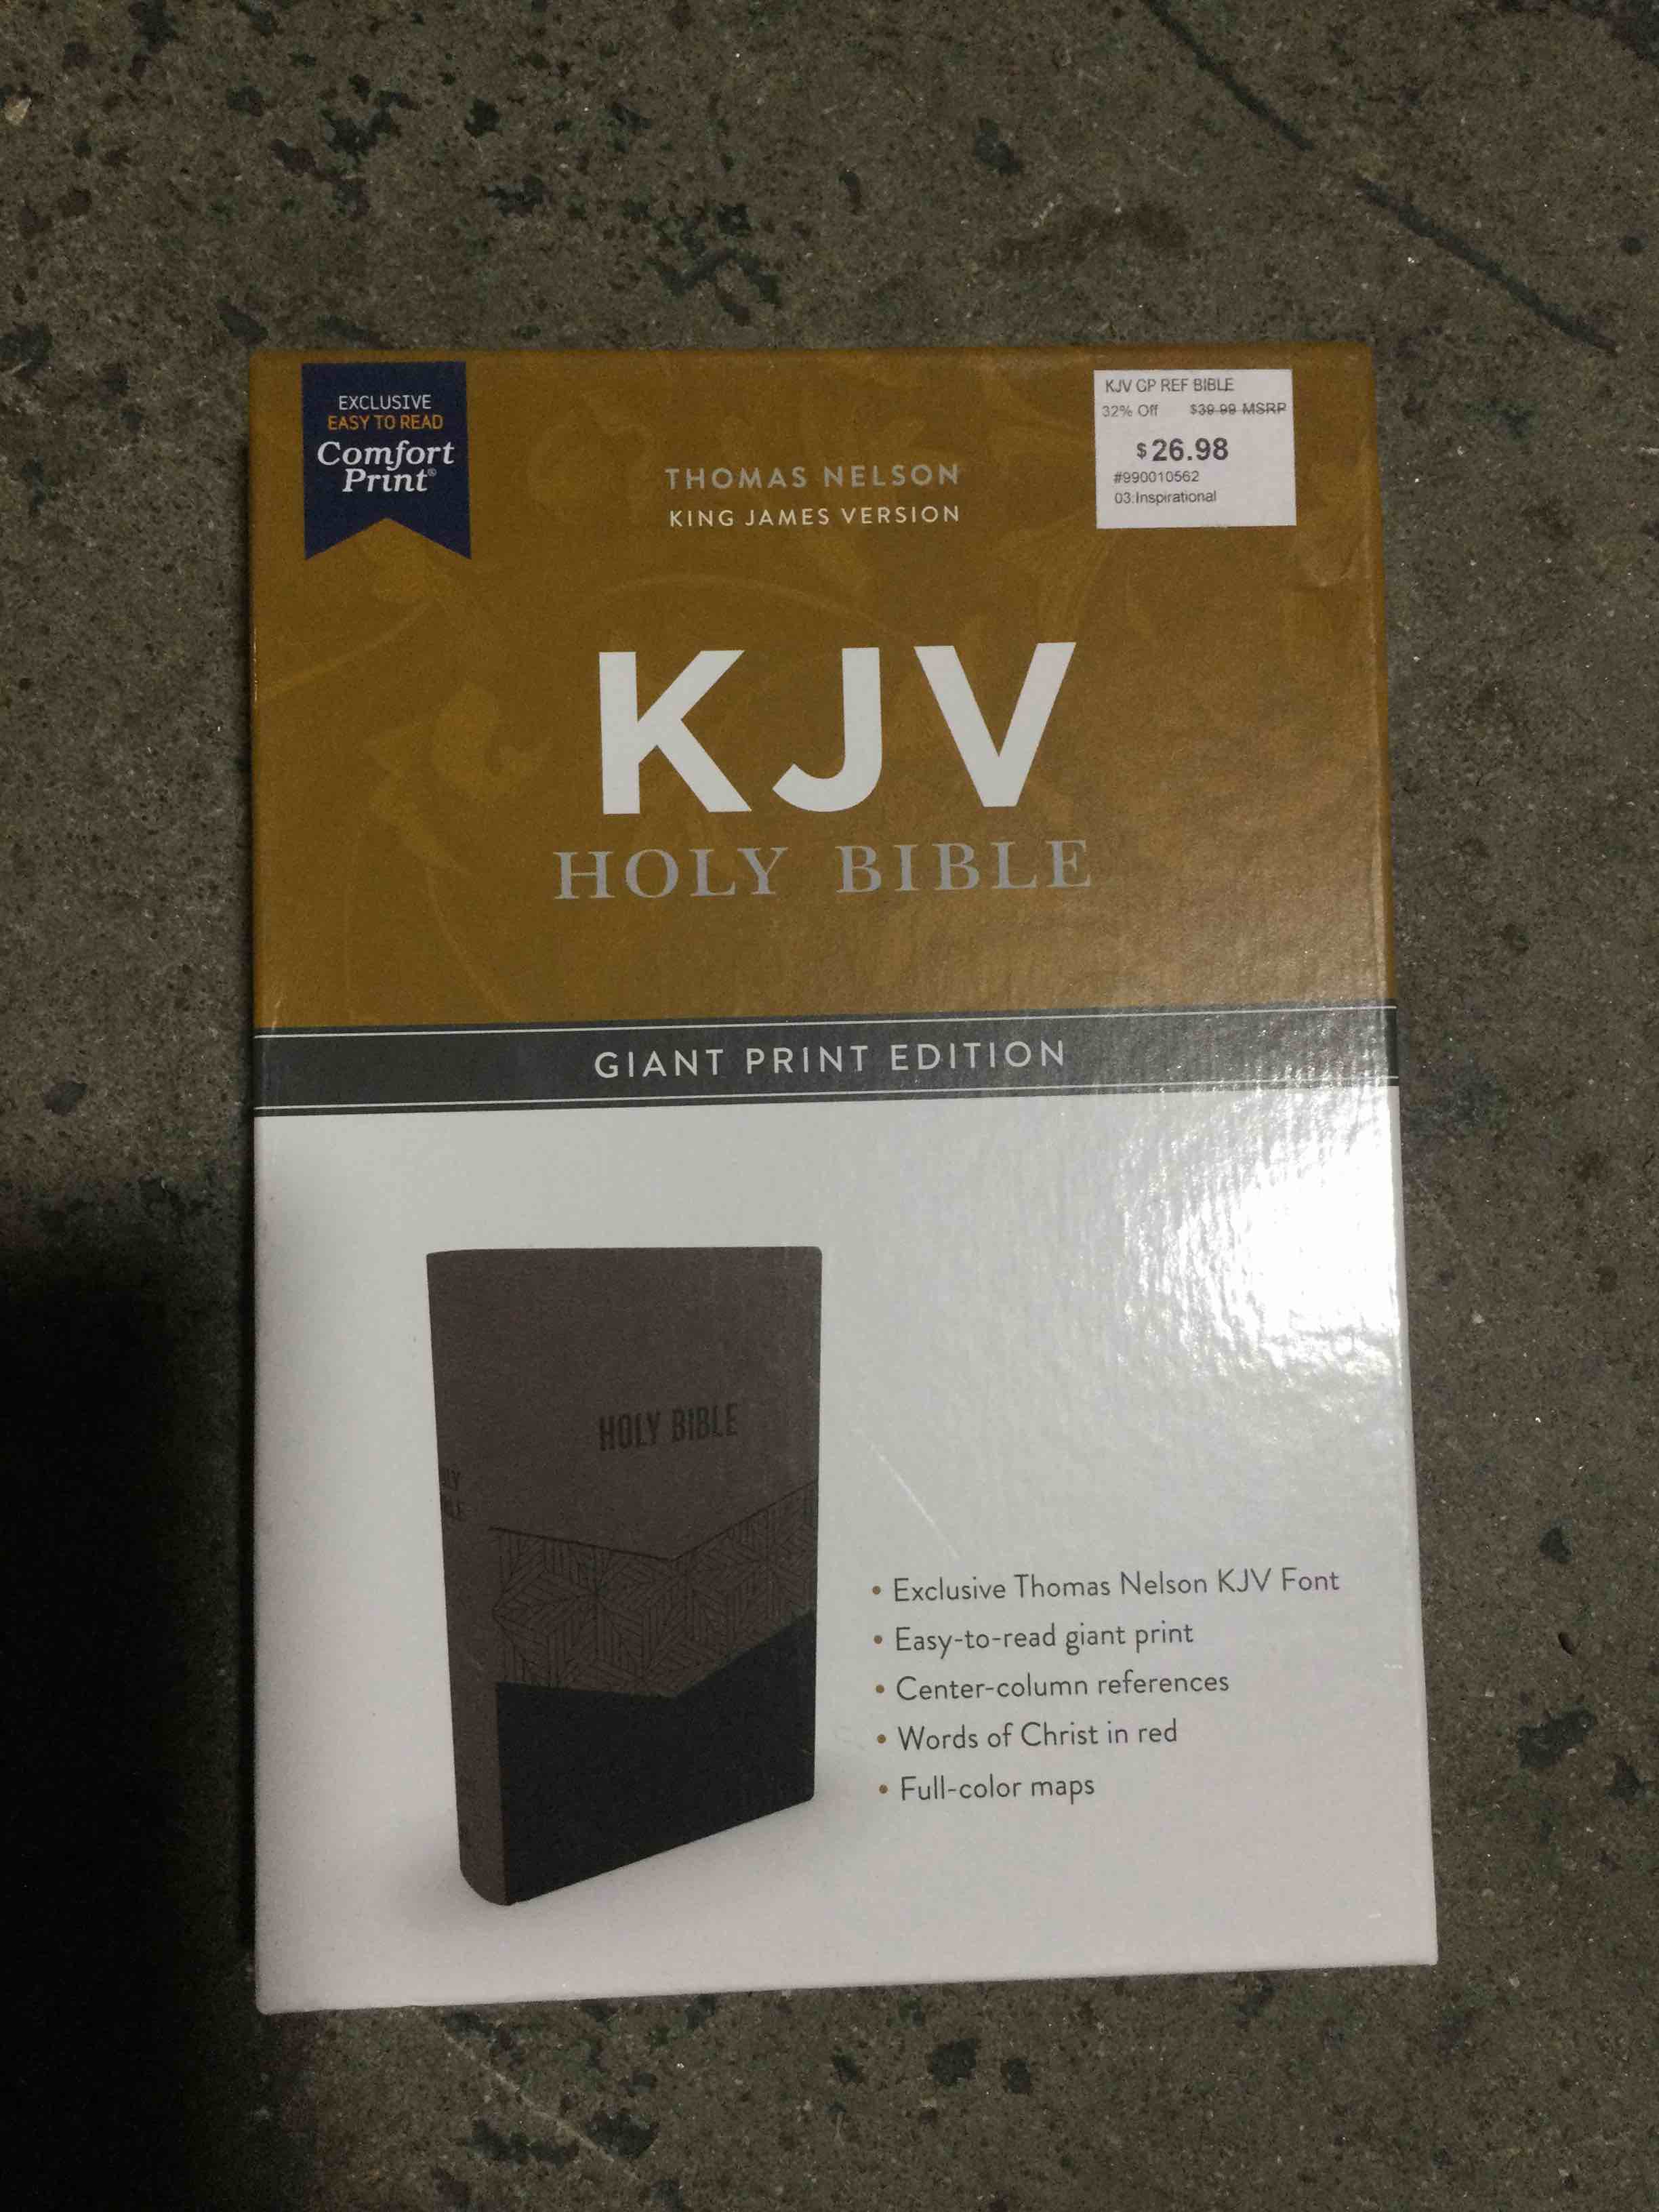 EXCLUSIVE
EASY TO READ
Comfort
Print®
THOMAS NELSON
KING JAMES VERSION
KJV GP REF BIBLE
32% Off $39.99 MSRP
$26.98
#990010562
03:Inspirational
KJV
HOLY BIBLE
GIANT PRINT EDITION
HOLY BIBLE
• Exclusive Thomas Nelson KJV Font
• Easy-to-read giant print
• Center-column references
• Words of Christ in red
• Full-color maps